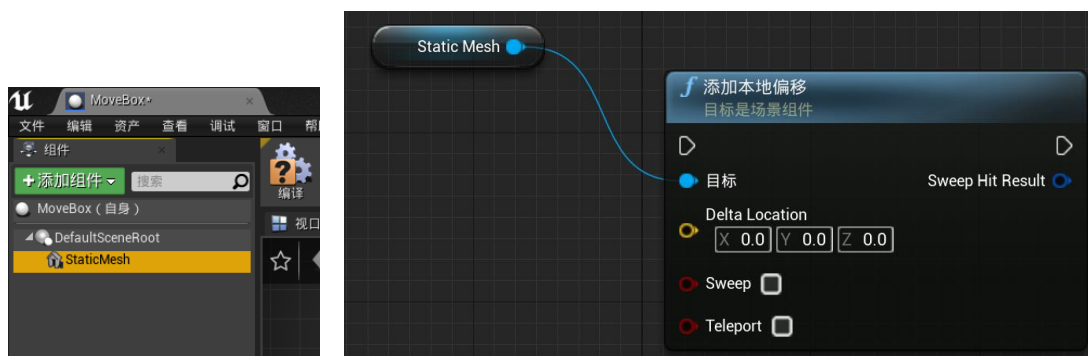 MoveBox*
文件 编辑 资产 查看 调试 窗口
组件
+添加组件 搜索
编译
MoveBox（自身）
视口
DefaultSceneRoot
StaticMesh
Static Mesh
添加本地偏移
目标是场景组件
目标 Sweep Hit Result
Delta Location
X 0.0 Y 0.0 Z 0.0
Sweep
Teleport